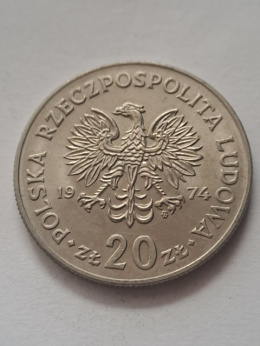 POLSKA RZECZPOSPOLITA LUDOWA
19 74
• ZŁ 20 ZŁ •